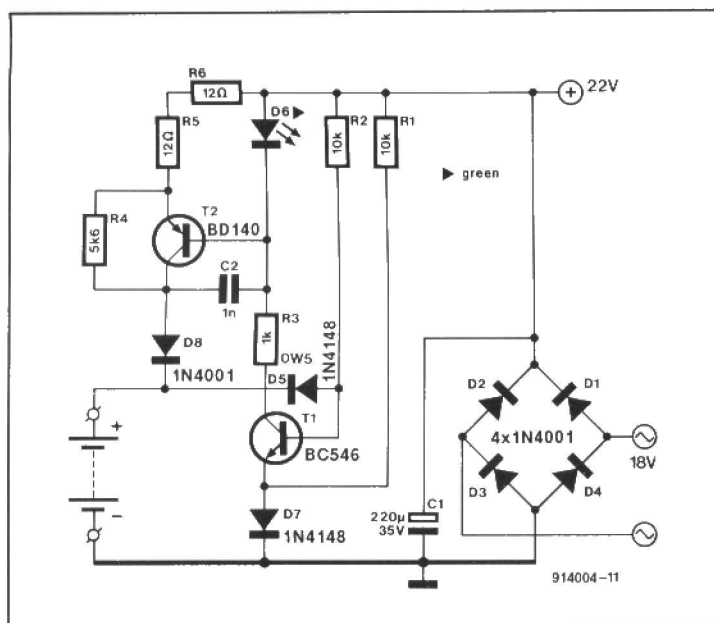 R6
12Ω
22V
D6
R2
R1
R5
12Ω
10k
10k
green
R4
T2
5k6
BD140
C2
1n
R3
1k
1N4148
D8
0W5
1N4001
D5
D2
D1
T1
4x1N4001
+
BC546
18V
D3
D4
D7
C1
220µ
35V
–
1N4148
914004-11